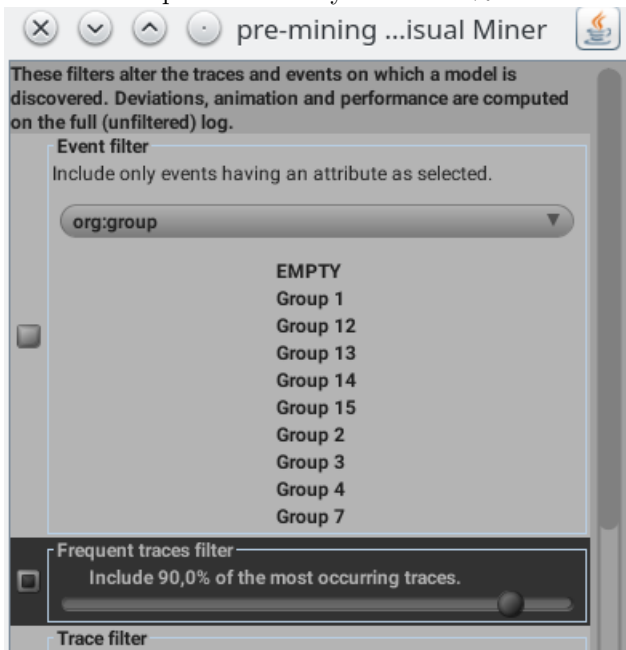 pre-mining ...isual Miner
These filters alter the traces and events on which a model is
discovered. Deviations, animation and performance are computed
on the full (unfiltered) log.
Event filter
Include only events having an attribute as selected.
org:group
EMPTY
Group 1
Group 12
Group 13
Group 14
Group 15
Group 2
Group 3
Group 4
Group 7
Frequent traces filter
Include 90,0% of the most occurring traces.
Trace filter